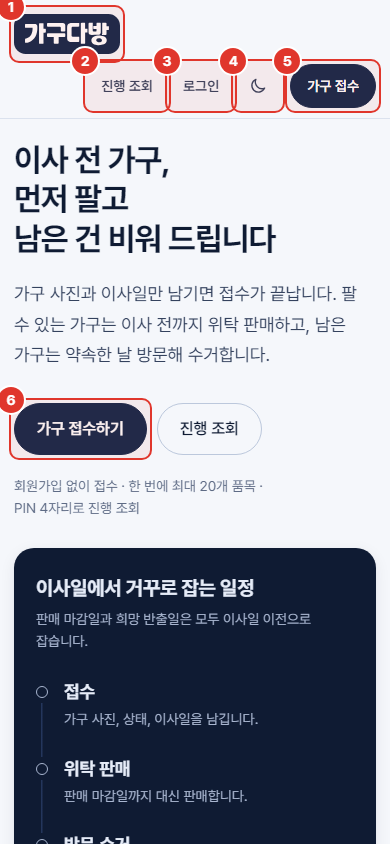 1
가구다방
2
진행 조회
3
로그인
4
5
가구 접수
이사 전 가구,
먼저 팔고
남은 건 비워 드립니다
가구 사진과 이사일만 남기면 접수가 끝납니다. 팔
수 있는 가구는 이사 전까지 위탁 판매하고, 남은
가구는 약속한 날 방문해 수거합니다.
6
가구 접수하기
진행 조회
회원가입 없이 접수 · 한 번에 최대 20개 품목 ·
PIN 4자리로 진행 조회
이사일에서 거꾸로 잡는 일정
판매 마감일과 희망 반출일은 모두 이사일 이전으로
잡습니다.
접수
가구 사진, 상태, 이사일을 남깁니다.
위탁 판매
판매 마감일까지 대신 판매합니다.
방문 수거